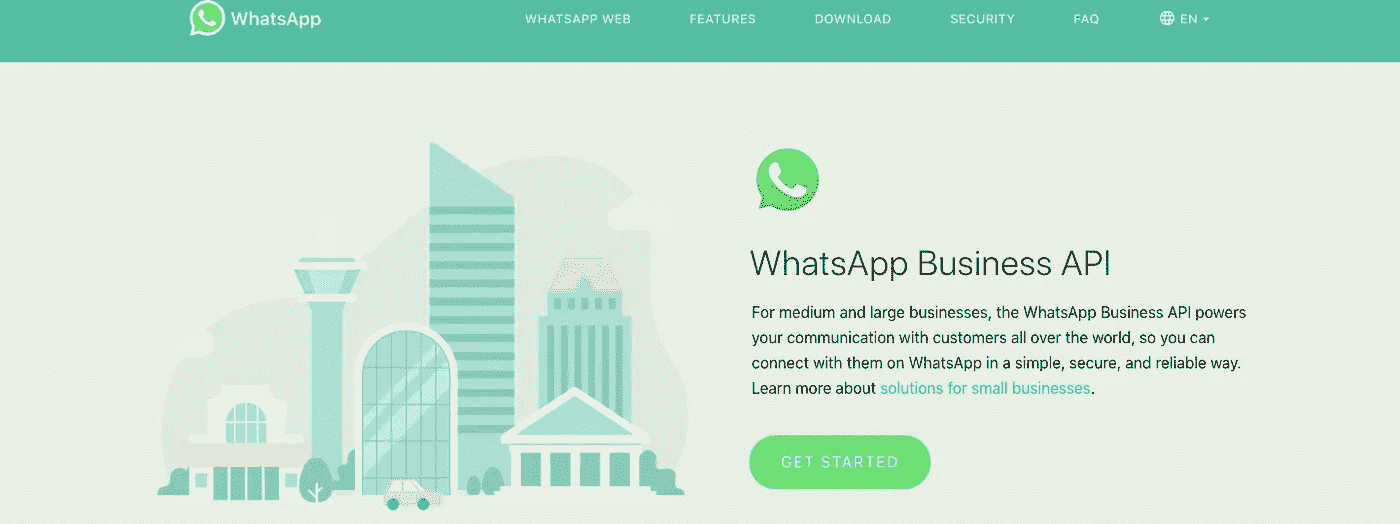 WhatsApp
WHATSAPP WEB
FEATURES
DOWNLOAD
SECURITY
FAQ
EN
WhatsApp Business API
For medium and large businesses, the WhatsApp Business API powers
your communication with customers all over the world, so you can
connect with them on WhatsApp in a simple, secure, and reliable way.
Learn more about solutions for small businesses.
GET STARTED